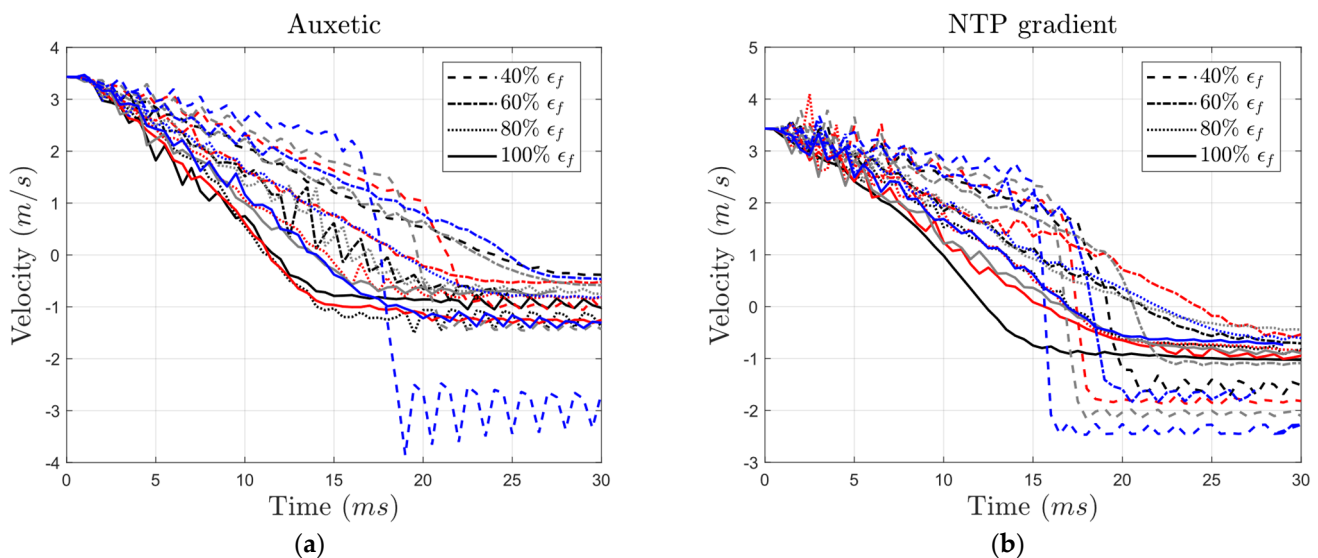 Auxetic
Velocity (m/s)
4
3
2
1
0
-1
-2
-3
-4
40% ϵf
60% ϵf
80% ϵf
100% ϵf
0 5 10 15 20 25 30
Time (ms)
(a)
NTP gradient
Velocity (m/s)
5
4
3
2
1
0
-1
-2
-3
40% ϵf
60% ϵf
80% ϵf
100% ϵf
0 5 10 15 20 25 30
Time (ms)
(b)